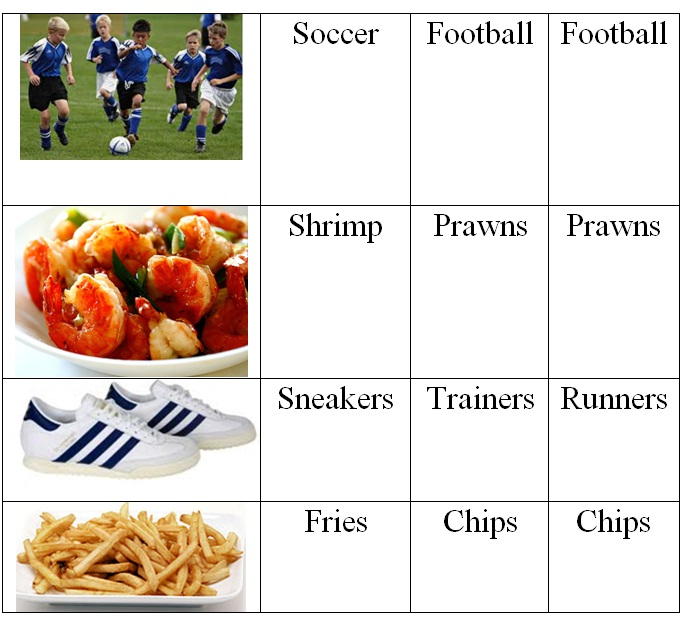 Soccer Football Football
Shrimp Prawns Prawns
Sneakers Trainers Runners
Fries Chips Chips